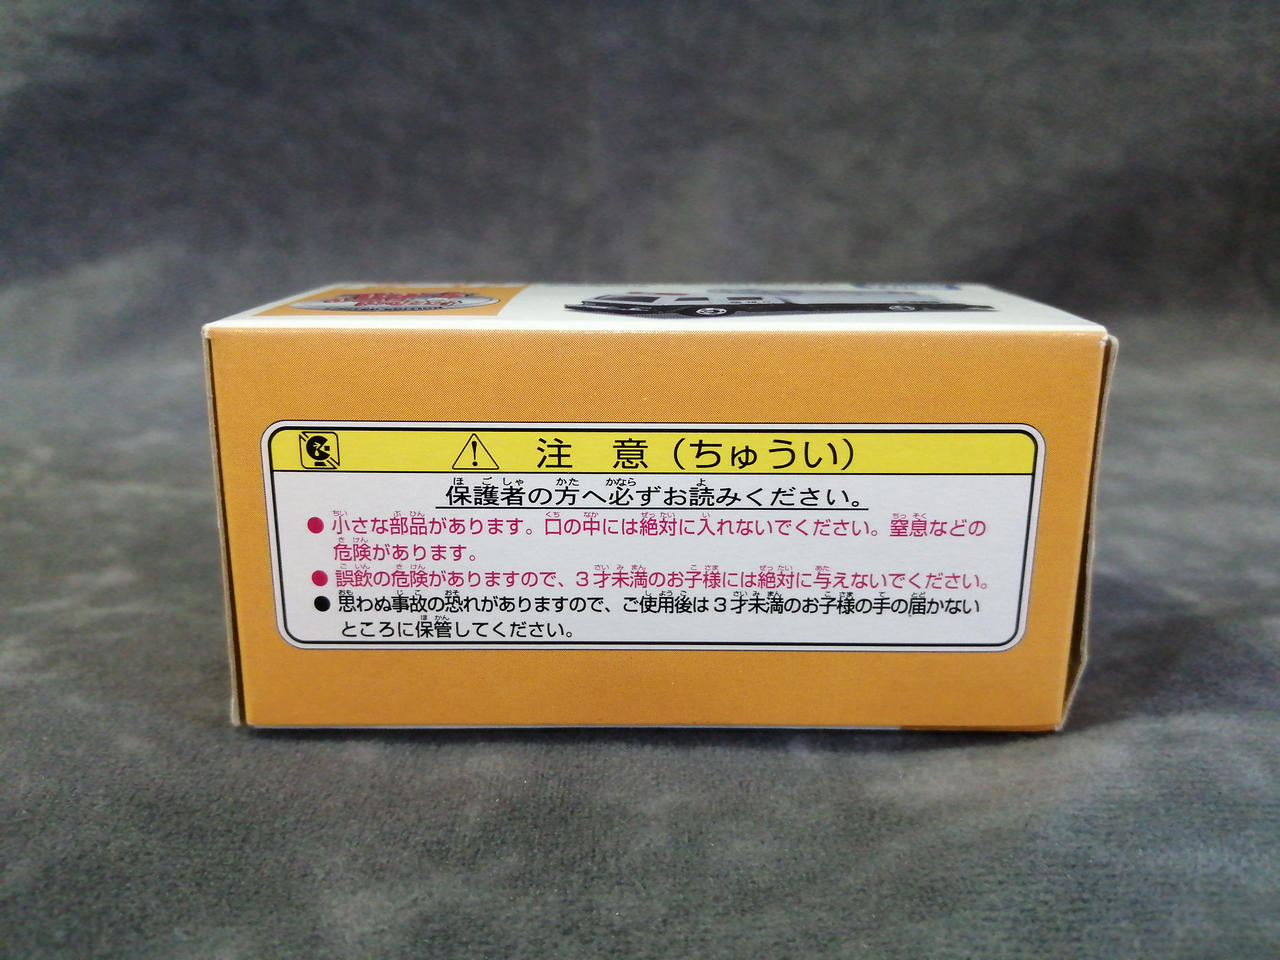 注 意(ちゅうい)
保護者の方へ必ずお読みください。
●小さな部品があります。口の中には絶対に入れないでください。窒息などの
危険があります。
●誤飲の危険がありますので、3才未満のお子様には絶対に与えないでください。
●思わぬ事故の恐れがありますので、ご使用後は3才未満のお子様の手の届かない
ところに保管してください。